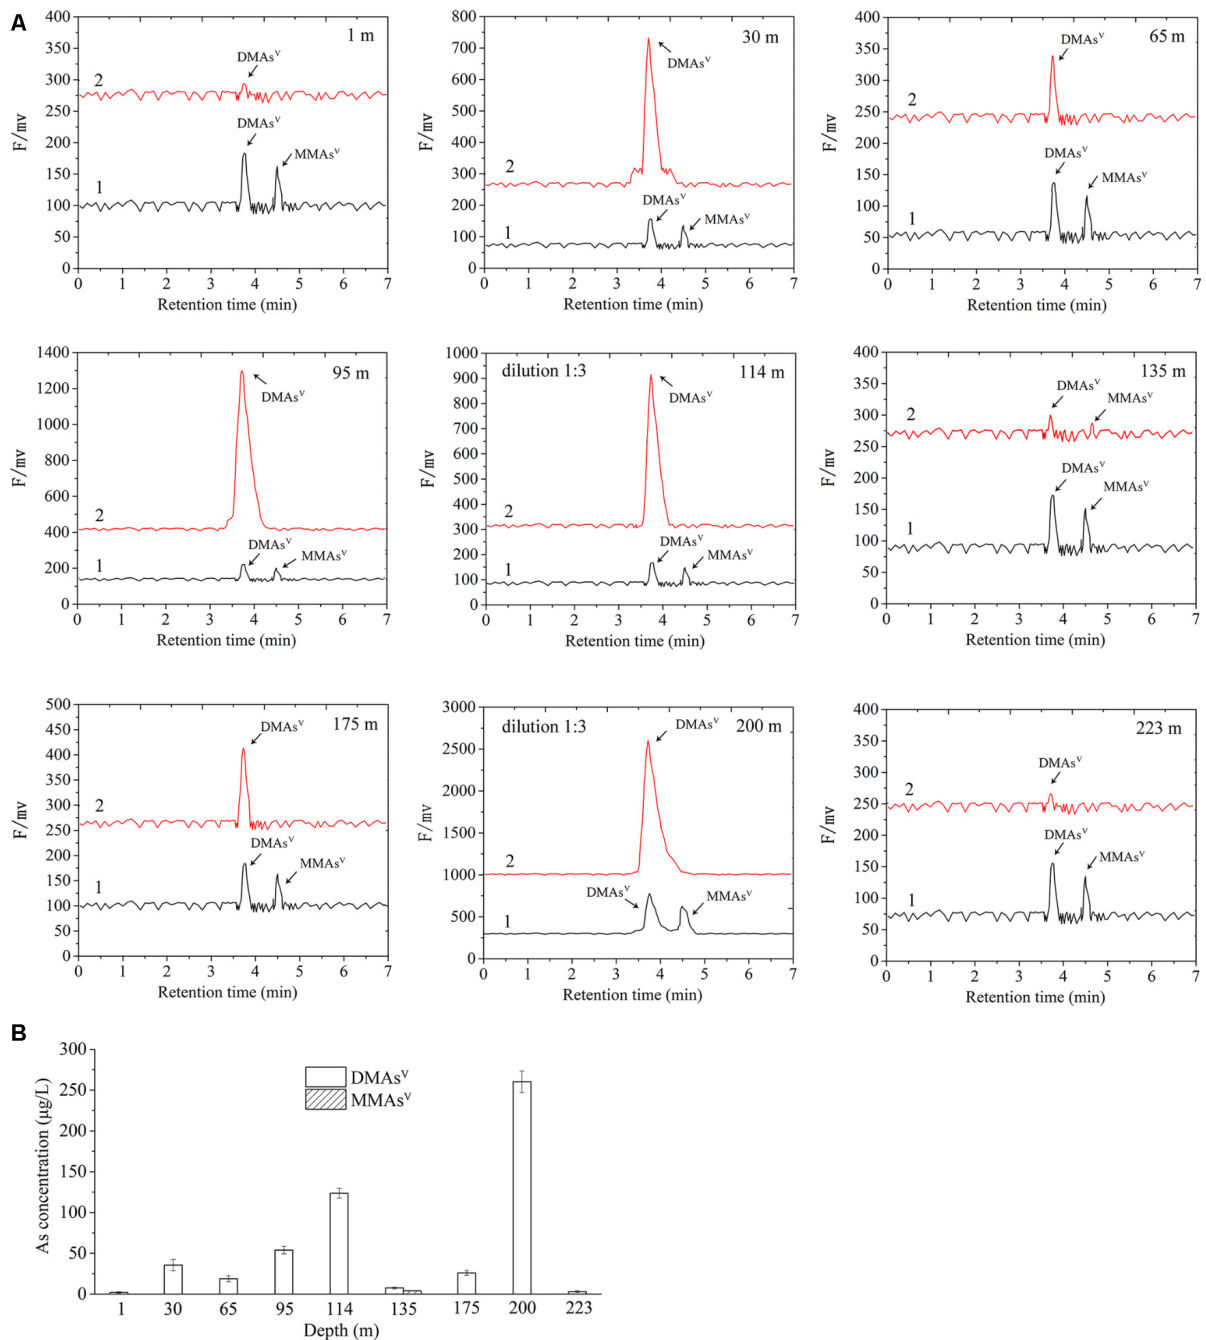 A
1 m
400
350
300
250
200
150
100
50
0
F/mv
2
DMAsV
1
DMAsV
MMAsV
0 1 2 3 4 5 6 7
Retention time (min)
30 m
800
700
600
500
400
300
200
100
0
F/mv
DMAsV
2
DMAsV
1
MMAsV
0 1 2 3 4 5 6 7
Retention time (min)
65 m
400
350
300
250
200
150
100
50
0
F/mv
DMAsV
2
DMAsV
MMAsV
1
0 1 2 3 4 5 6 7
Retention time (min)
95 m
1400
1200
1000
800
600
400
200
0
F/mv
DMAsV
2
DMAsV
1
MMAsV
0 1 2 3 4 5 6 7
Retention time (min)
dilution 1:3
114 m
1000
900
800
700
600
500
400
300
200
100
0
F/mv
DMAsV
2
DMAsV
1
MMAsV
0 1 2 3 4 5 6 7
Retention time (min)
135 m
400
350
300
250
200
150
100
50
0
F/mv
DMAsV
MMAsV
2
DMAsV
MMAsV
1
0 1 2 3 4 5 6 7
Retention time (min)
175 m
500
450
400
350
300
250
200
150
100
50
0
F/mv
DMAsV
2
DMAsV
MMAsV
1
0 1 2 3 4 5 6 7
Retention time (min)
dilution 1:3
200 m
3000
2500
2000
1500
1000
500
0
F/mv
DMAsV
2
DMAsV
MMAsV
1
0 1 2 3 4 5 6 7
Retention time (min)
223 m
400
350
300
250
200
150
100
50
0
F/mv
DMAsV
2
DMAsV
MMAsV
1
0 1 2 3 4 5 6 7
Retention time (min)
B
300
250
200
150
100
50
0
As concentration (µg/L)
DMAsV
MMAsV
1 30 65 95 114 135 175 200 223
Depth (m)